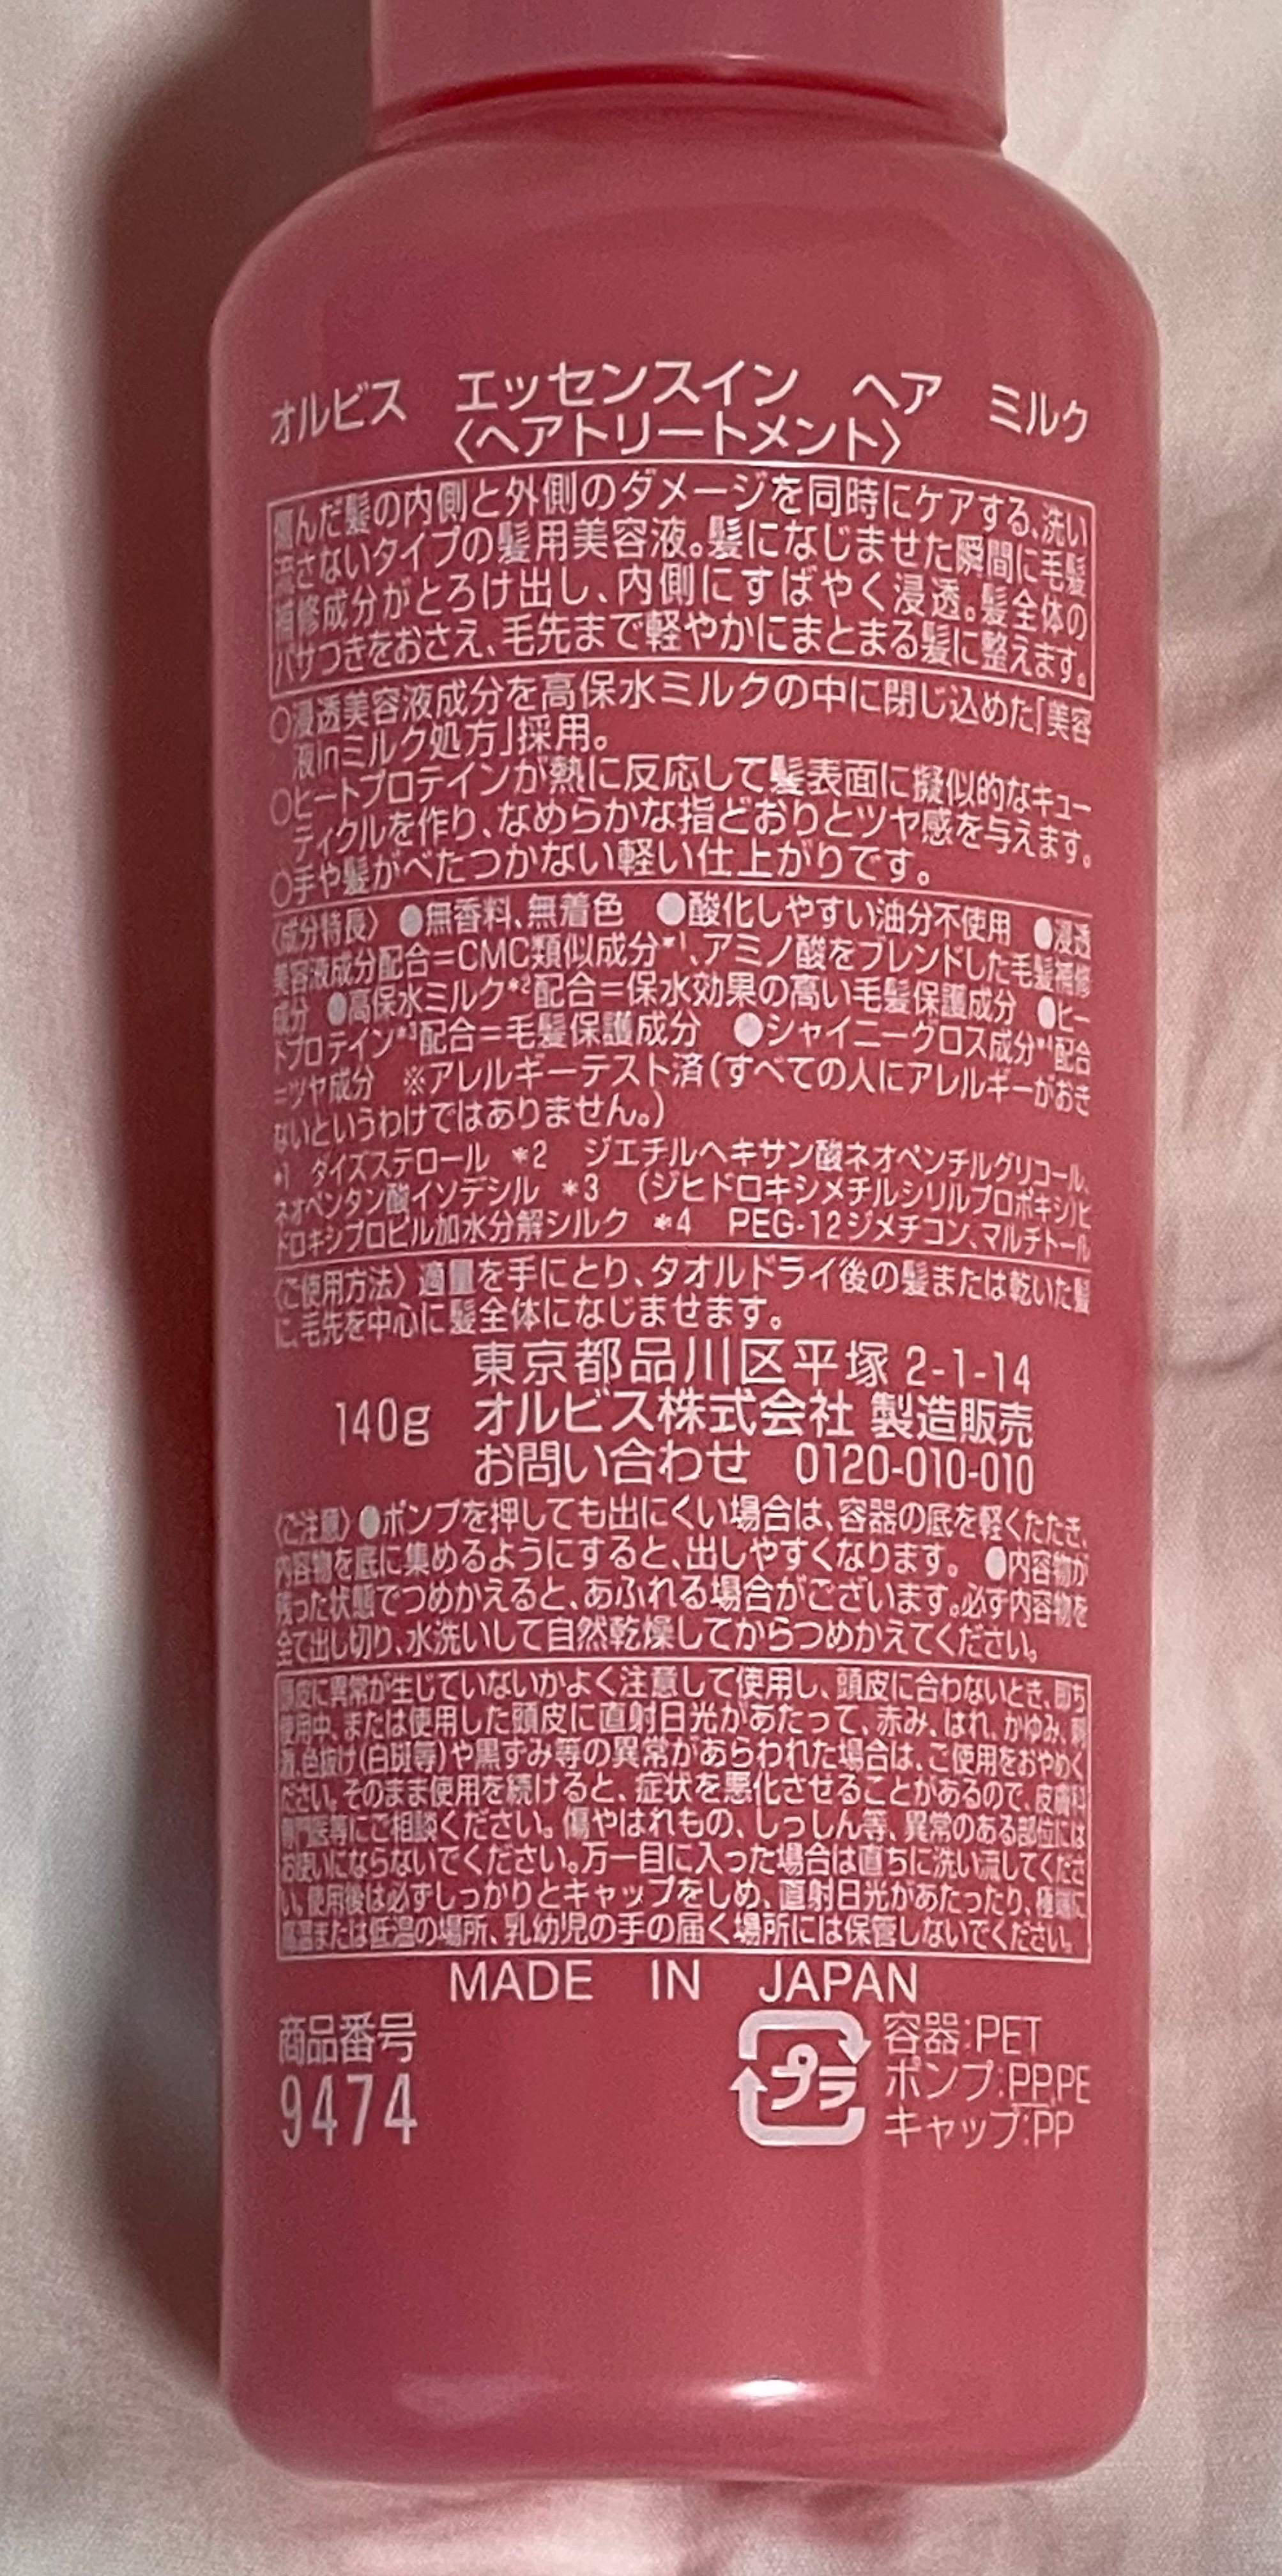 オルビス　エッセンスイン　ヘア　ミルク
〈ヘアトリートメント〉
傷んだ髪の内側と外側のダメージを同時にケアする、洗い
流さないタイプの髪用美容液。髪になじませた瞬間に毛髪
補修成分がとろけ出し、内側にすばやく浸透。髪全体の
パサつきをおさえ、毛先まで軽やかにまとまる髪に整えます。
○浸透美容液成分を高保水ミルクの中に閉じ込めた「美容
液inミルク処方」採用。
○ヒートプロテインが熱に反応して髪表面に擬似的なキュー
ティクルを作り、なめらかな指どおりとツヤ感を与えます。
○手や髪がべたつかない軽い仕上がりです。
〈成分特長〉●無香料、無着色　●酸化しやすい油分不使用　●浸透
美容液成分配合＝CMC類似成分*1、アミノ酸をブレンドした毛髪補修
成分　●高保水ミルク*2配合＝保水効果の高い毛髪保護成分　●ヒー
トプロテイン*3配合＝毛髪保護成分　●シャイニーグロス成分*4配合
＝ツヤ成分　※アレルギーテスト済（すべての人にアレルギーがおき
ないというわけではありません。）
*1　ダイズステロール　*2　ジエチルヘキサン酸ネオペンチルグリコール、
ネオペンタン酸イソデシル　*3　（ジヒドロキシメチルシリルプロポキシ）ヒ
ドロキシプロピル加水分解シルク　*4　PEG-12ジメチコン、マルチトール
〈ご使用方法〉適量を手にとり、タオルドライ後の髪または乾いた髪
に、毛先を中心に髪全体になじませます。
東京都品川区平塚 2-1-14
140g　オルビス株式会社 製造販売
お問い合わせ　0120-010-010
〈ご注意〉●ポンプを押しても出にくい場合は、容器の底を軽くたたき、
内容物を底に集めるようにすると、出しやすくなります。　●内容物が
残った状態でつめかえると、あふれる場合がございます。必ず内容物を
全て出し切り、水洗いして自然乾燥してからつめかえてください。
頭皮に異常が生じていないかよく注意して使用し、頭皮に合わないとき、即ち
使用中、または使用した頭皮に直射日光があたって、赤み、はれ、かゆみ、刺
激、色抜け（白斑等）や黒ずみ等の異常があらわれた場合は、ご使用をおやめく
ださい。そのまま使用を続けると、症状を悪化させることがあるので、皮膚科
専門医等にご相談ください。傷やはれもの、しっしん等、異常のある部位には
お使いにならないでください。万一目に入った場合は直ちに洗い流してくださ
い。使用後は必ずしっかりとキャップをしめ、直射日光があたったり、極端に
高温または低温の場所、乳幼児の手の届く場所には保管しないでください。
MADE IN JAPAN
商品番号
9474
プラ
容器:PET
ポンプ:PP,PE
キャップ:PP